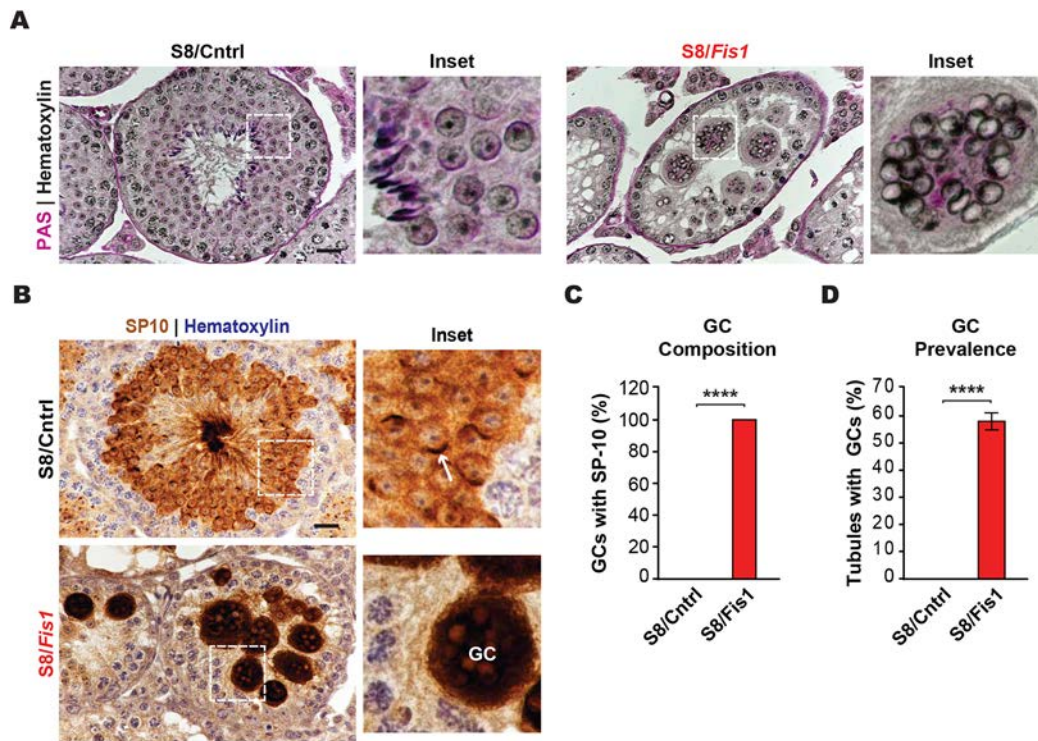 A
S8/Cntrl
Inset
S8/Fis1
Inset
PAS | Hematoxylin
B
SP10 | Hematoxylin
Inset
S8/Cntrl
S8/Fis1
GC
C
GC
Composition
GCs with SP-10 (%)
120
100
80
60
40
20
0
****
S8/Cntrl
S8/Fis1
D
GC
Prevalence
Tubules with GCs (%)
70
60
50
40
30
20
10
0
****
S8/Cntrl
S8/Fis1